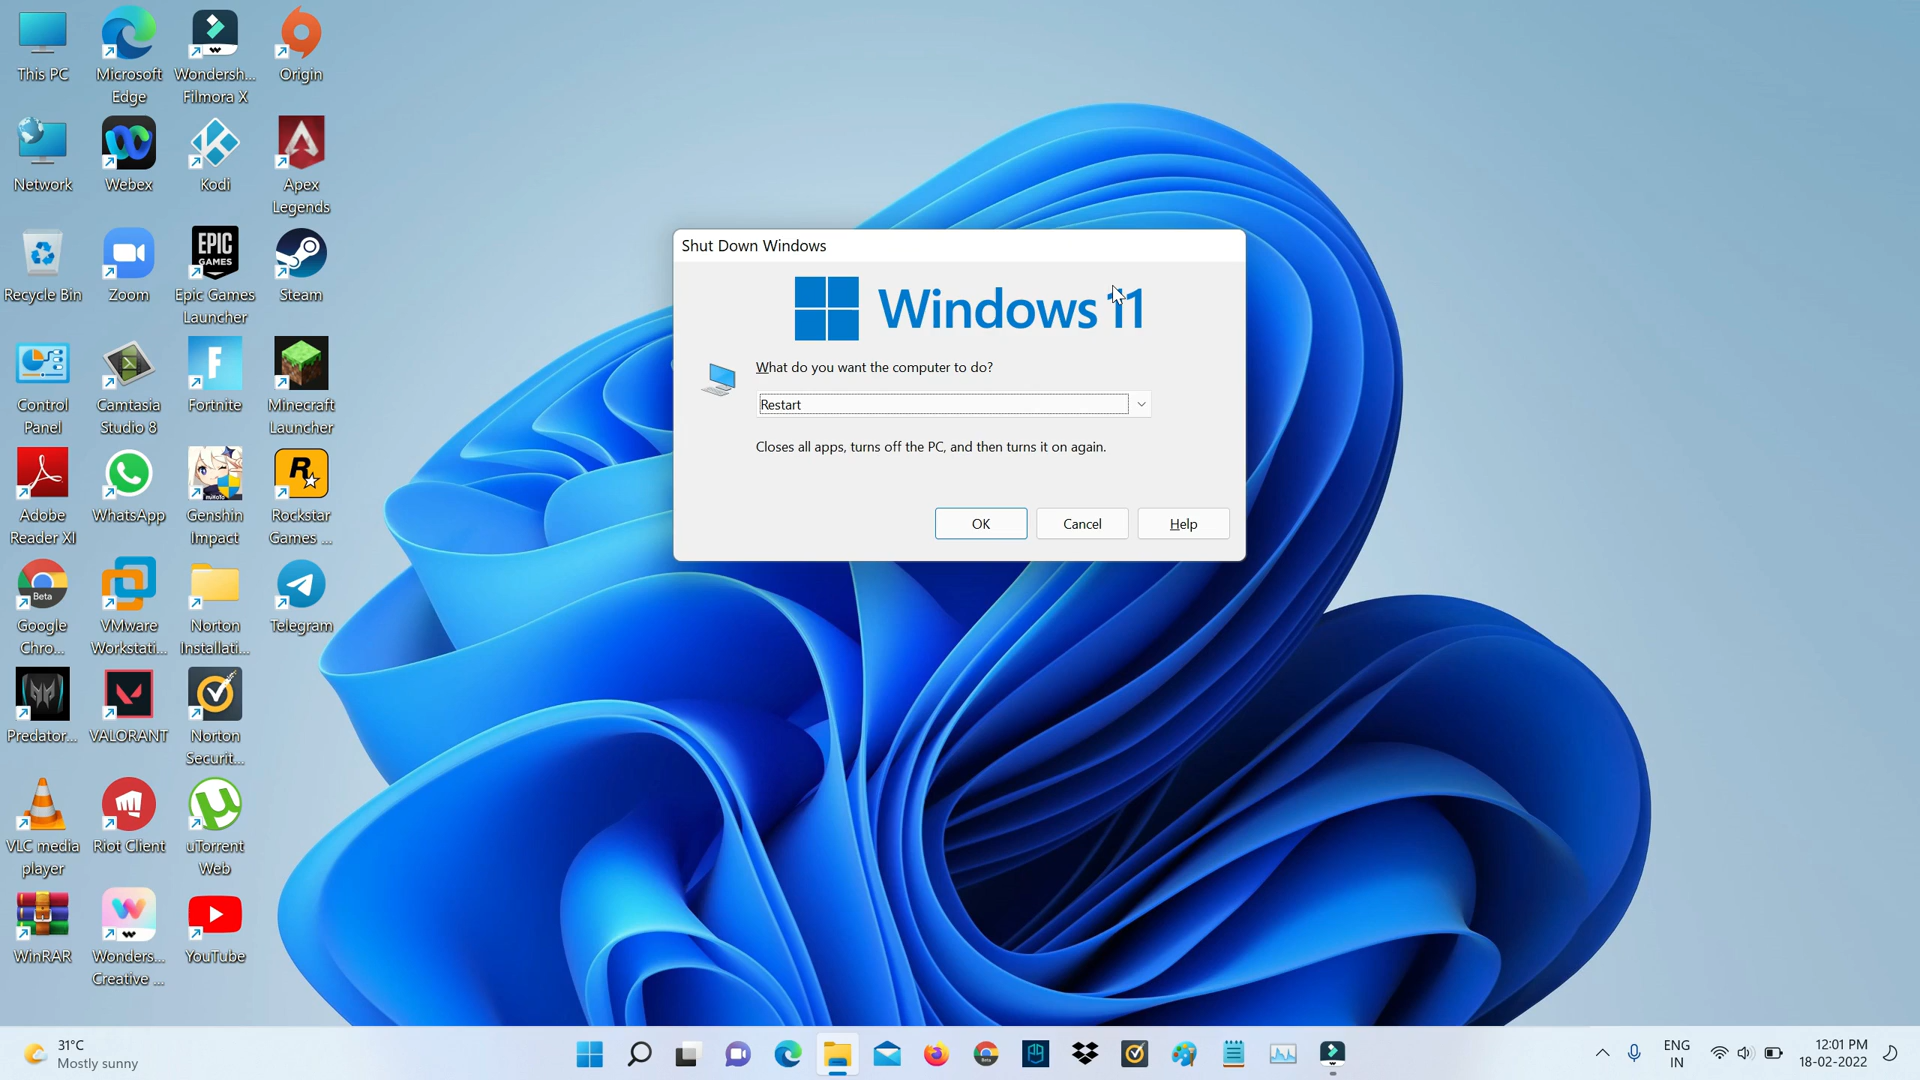 This PC
Microsoft
Edge
Wondersh...
Filmora X
Origin
Network
Webex
Kodi
Apex
Legends
Recycle Bin
Zoom
EPIC
GAMES
Epic Games
Launcher
Steam
Control
Panel
Camtasia
Studio 8
F
Fortnite
Minecraft
Launcher
Adobe
Reader XI
WhatsApp
Genshin
Impact
R
Rockstar
Games ...
Beta
Google
Chro...
VMware
Workstati...
Norton
Installati...
Telegram
Predator...
VALORANT
Norton
Securit...
VLC media
player
Riot Client
uTorrent
Web
WinRAR
Wonders...
Creative ...
YouTube
Shut Down Windows
Windows 11
What do you want the computer to do?
Restart
Closes all apps, turns off the PC, and then turns it on again.
OK
Cancel
Help
31°C
Mostly sunny
ENG
IN
12:01 PM
18-02-2022